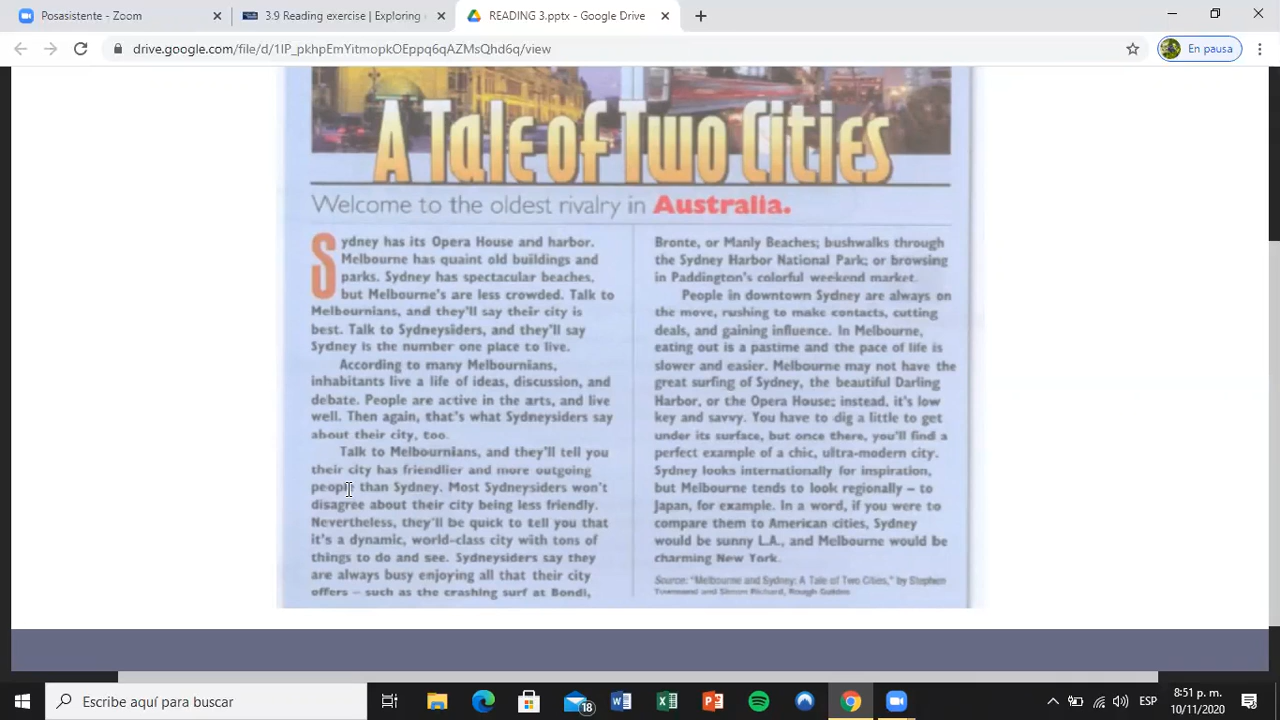 Posasistente - Zoom
3.9 Reading exercise | Exploring
READING 3.pptx - Google Drive
drive.google.com/file/d/1IP_pkhpEmYitmopkOEppq6qAZMsQhd6q/view
En pausa
A Tale of Two Cities
Welcome to the oldest rivalry in Australia.
Sydney has its Opera House and harbor.
Melbourne has quaint old buildings and
parks. Sydney has spectacular beaches,
but Melbourne's are less crowded. Talk to
Melbournians, and they'll say their city is
best. Talk to Sydneysiders, and they'll say
Sydney is the number one place to live.
According to many Melbournians,
inhabitants live a life of ideas, discussion, and
debate. People are active in the arts, and live
well. Then again, that's what Sydneysiders say
about their city, too.
Talk to Melbournians, and they'll tell you
their city has friendlier and more outgoing
people than Sydney. Most Sydneysiders won't
disagree about their city being less friendly.
Nevertheless, they'll be quick to tell you that
it's a dynamic, world-class city with tons of
things to do and see. Sydneysiders say they
are always busy enjoying all that their city
offers – such as the crashing surf at Bondi,
Bronte, or Manly Beaches; bushwalks through
the Sydney Harbor National Park; or browsing
in Paddington's colorful weekend market.
People in downtown Sydney are always on
the move, rushing to make contacts, cutting
deals, and gaining influence. In Melbourne,
eating out is a pastime and the pace of life is
slower and easier. Melbourne may not have the
great surfing of Sydney, the beautiful Darling
Harbor, or the Opera House; instead, it's low
key and savvy. You have to dig a little to get
under its surface, but once there, you'll find a
perfect example of a chic, ultra-modern city.
Sydney looks internationally for inspiration,
but Melbourne tends to look regionally – to
Japan, for example. In a word, if you were to
compare them to American cities, Sydney
would be sunny L.A., and Melbourne would be
charming New York.
Source: "Melbourne and Sydney: A Tale of Two Cities," by Stephen
Townsend and Simon Richard, Rough Guides
Escribe aquí para buscar
18
ESP
8:51 p. m.
10/11/2020